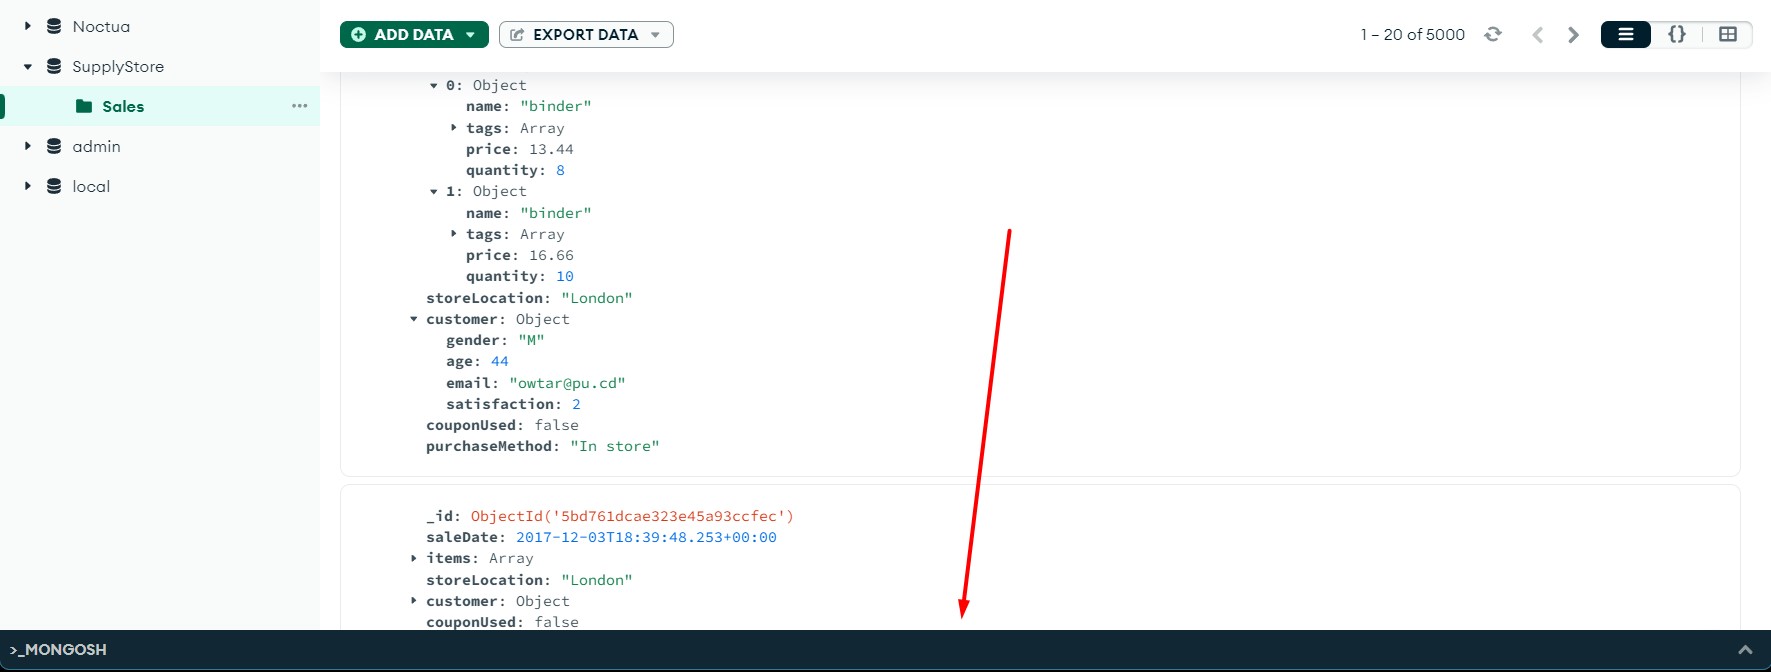 Noctua
SupplyStore
Sales
admin
local
ADD DATA
EXPORT DATA
1 – 20 of 5000
{}
0: Object
name: "binder"
tags: Array
price: 13.44
quantity: 8
1: Object
name: "binder"
tags: Array
price: 16.66
quantity: 10
storeLocation: "London"
customer: Object
gender: "M"
age: 44
email: "owtar@pu.cd"
satisfaction: 2
couponUsed: false
purchaseMethod: "In store"
_id: ObjectId('5bd761dcae323e45a93ccfec')
saleDate: 2017-12-03T18:39:48.253+00:00
items: Array
storeLocation: "London"
customer: Object
couponUsed: false
>_MONGOSH